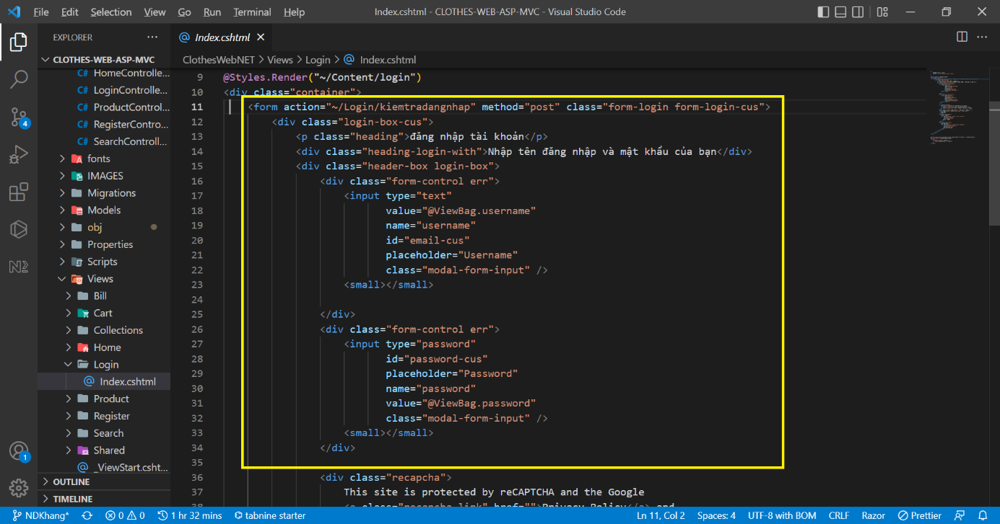 File Edit Selection View Go Run Terminal Help Index.cshtml - CLOTHES-WEB-ASP-MVC - Visual Studio Code
EXPLORER ...
CLOTHES-WEB-ASP-MVC
C# HomeControlle...
C# LoginControlle...
C# ProductControl...
C# RegisterContro...
C# SearchControll...
fonts
IMAGES
Migrations
Models
obj
Properties
Scripts
Views
Bill
Cart
Collections
Home
Login
@ Index.cshtml
Product
Register
Search
Shared
@ _ViewStart.csht...
OUTLINE
TIMELINE
4
1
@ Index.cshtml
ClothesWebNET > Views > Login > @ Index.cshtml
9 @Styles.Render("~/Content/login")
10 <div class="container">
11 <form action="~/Login/kiemtradangnhap" method="post" class="form-login form-login-cus">
12 <div class="login-box-cus">
13 <p class="heading">đăng nhập tài khoản</p>
14 <div class="heading-login-with">Nhập tên đăng nhập và mật khẩu của bạn</div>
15 <div class="header-box login-box">
16 <div class="form-control err">
17 <input type="text"
18 value="@ViewBag.username"
19 name="username"
20 id="email-cus"
21 placeholder="Username"
22 class="modal-form-input" />
23 <small></small>
24
25 </div>
26 <div class="form-control err">
27 <input type="password"
28 id="password-cus"
29 placeholder="Password"
30 name="password"
31 value="@ViewBag.password"
32 class="modal-form-input" />
33 <small></small>
34 </div>
35
36 <div class="recapcha">
37 This site is protected by reCAPTCHA and the Google
NDKhang* 0 0 1 hr 32 mins tabnine starter Ln 11, Col 2 Spaces: 4 UTF-8 with BOM CRLF Razor Prettier